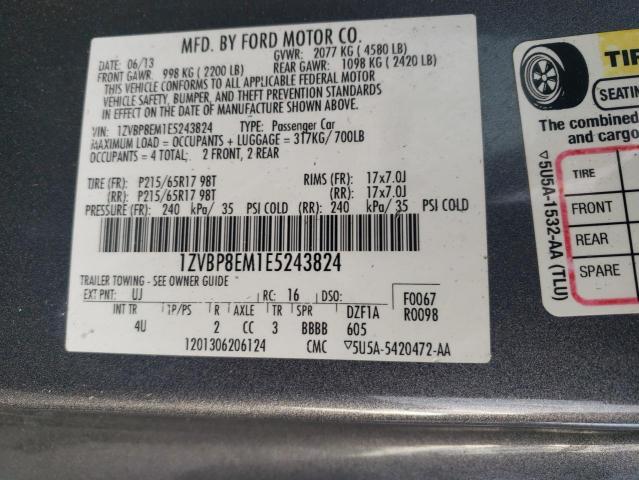 MFD. BY FORD MOTOR CO.
DATE: 06/13 GVWR: 2077 KG (4580 LB)
FRONT GAWR: 998 KG (2200 LB) REAR GAWR: 1098 KG (2420 LB)
THIS VEHICLE CONFORMS TO ALL APPLICABLE FEDERAL MOTOR
VEHICLE SAFETY, BUMPER, AND THEFT PREVENTION STANDARDS
IN EFFECT ON THE DATE OF MANUFACTURE SHOWN ABOVE.
VIN: 1ZVBP8EM1E5243824 TYPE: Passenger Car
MAXIMUM LOAD = OCCUPANTS + LUGGAGE = 317KG/700LB
OCCUPANTS = 4 TOTAL: 2 FRONT, 2 REAR
TIRE (FR): P215/65R17 98T RIMS (FR): 17x7.0J
(RR): P215/65R17 98T (RR): 17x7.0J
PRESSURE (FR): 240 kPa/ 35 PSI COLD (RR): 240 kPa/ 35 PSI COLD
1ZVBP8EM1E5243824
TRAILER TOWING - SEE OWNER GUIDE
EXT PNT: UJ RC: 16 DSO: F0067
INT TR TP/PS R AXLE TR SPR DZF1A R0098
4U 2 CC 3 BBBB 605
1201306206124 CMC ▽5U5A-5420472-AA
TIR
SEATIN
The combined
and cargo
TIRE
FRONT
REAR
SPARE
▽5U5A-1532-AA (TLU)